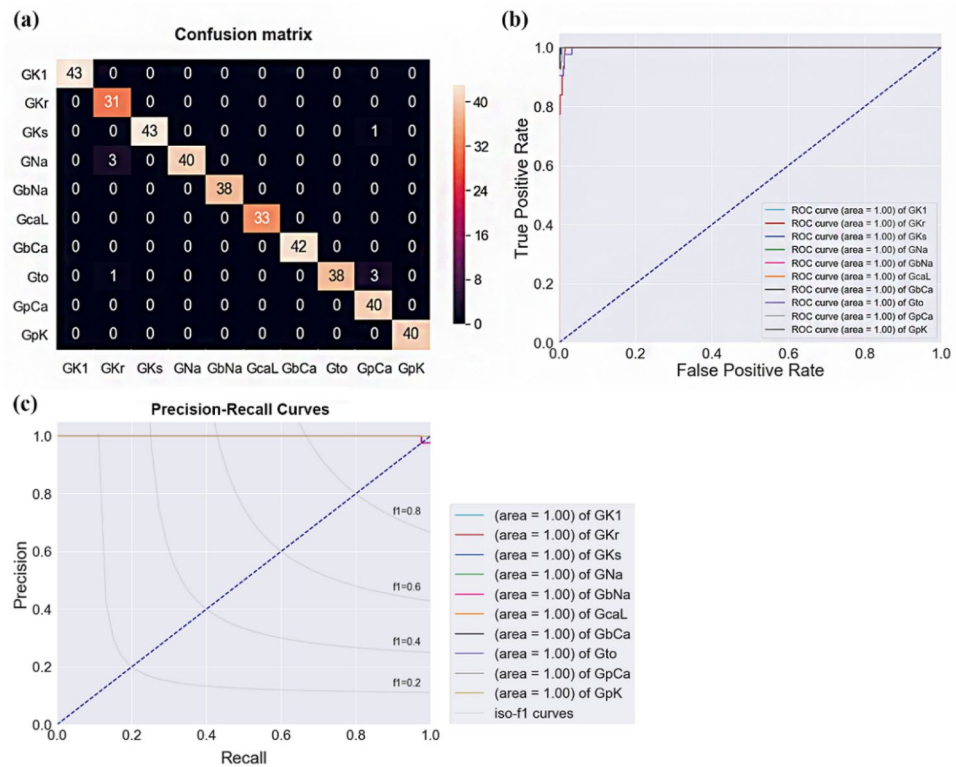 (a)
Confusion matrix
GK1 43 0 0 0 0 0 0 0 0 0
GKr 0 31 0 0 0 0 0 0 0 0
GKs 0 0 43 0 0 0 0 0 1 0
GNa 0 3 0 40 0 0 0 0 0 0
GbNa 0 0 0 0 38 0 0 0 0 0
GcaL 0 0 0 0 0 33 0 0 0 0
GbCa 0 0 0 0 0 0 42 0 0 0
Gto 0 1 0 0 0 0 0 38 3 0
GpCa 0 0 0 0 0 0 0 0 40 0
GpK 0 0 0 0 0 0 0 0 0 40
GK1 GKr GKs GNa GbNa GcaL GbCa Gto GpCa GpK
40
32
24
16
8
0
(b)
True Positive Rate
1.0
0.8
0.6
0.4
0.2
0.0
0.0 0.2 0.4 0.6 0.8 1.0
False Positive Rate
ROC curve (area = 1.00) of GK1
ROC curve (area = 1.00) of GKr
ROC curve (area = 1.00) of GKs
ROC curve (area = 1.00) of GNa
ROC curve (area = 1.00) of GbNa
ROC curve (area = 1.00) of GcaL
ROC curve (area = 1.00) of GbCa
ROC curve (area = 1.00) of Gto
ROC curve (area = 1.00) of GpCa
ROC curve (area = 1.00) of GpK
(c)
Precision-Recall Curves
Precision
1.0
0.8
0.6
0.4
0.2
0.0
f1=0.8
f1=0.6
f1=0.4
f1=0.2
0.0 0.2 0.4 0.6 0.8 1.0
Recall
(area = 1.00) of GK1
(area = 1.00) of GKr
(area = 1.00) of GKs
(area = 1.00) of GNa
(area = 1.00) of GbNa
(area = 1.00) of GcaL
(area = 1.00) of GbCa
(area = 1.00) of Gto
(area = 1.00) of GpCa
(area = 1.00) of GpK
iso-f1 curves